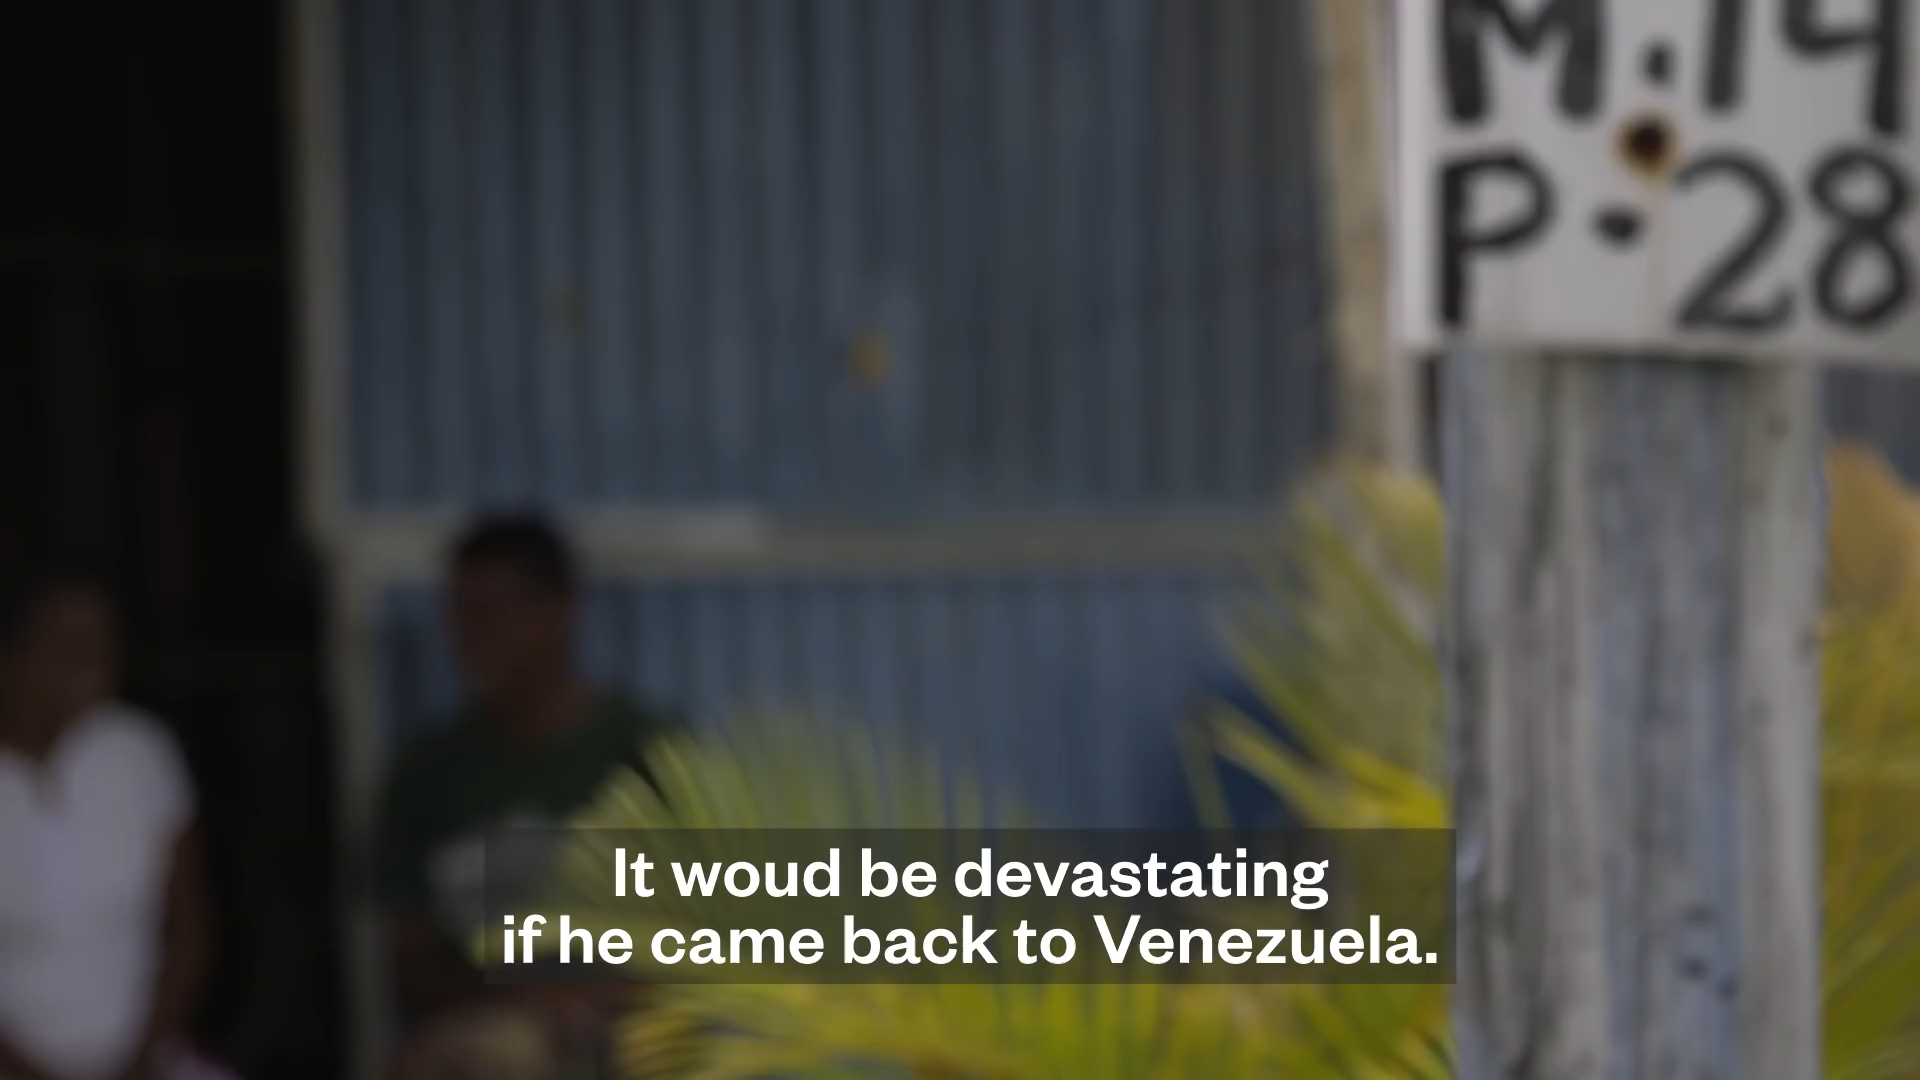 M.14
P.28
It woud be devastating
if he came back to Venezuela.